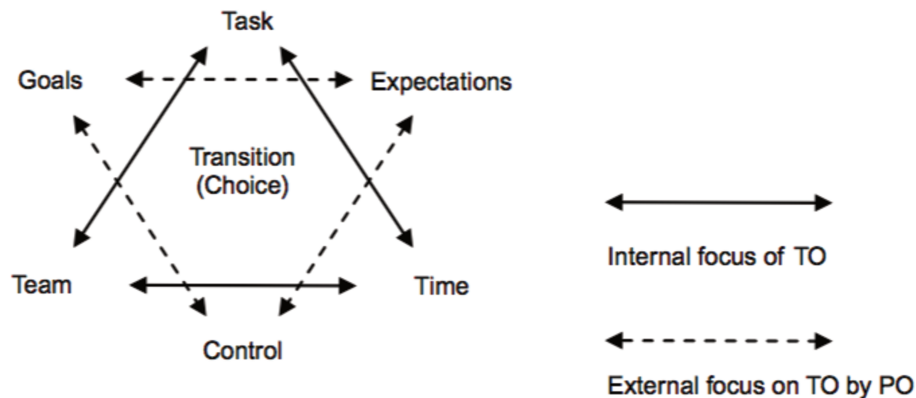 Task
Goals
Expectations
Transition
(Choice)
Internal focus of TO
Team
Time
Control
External focus on TO by PO